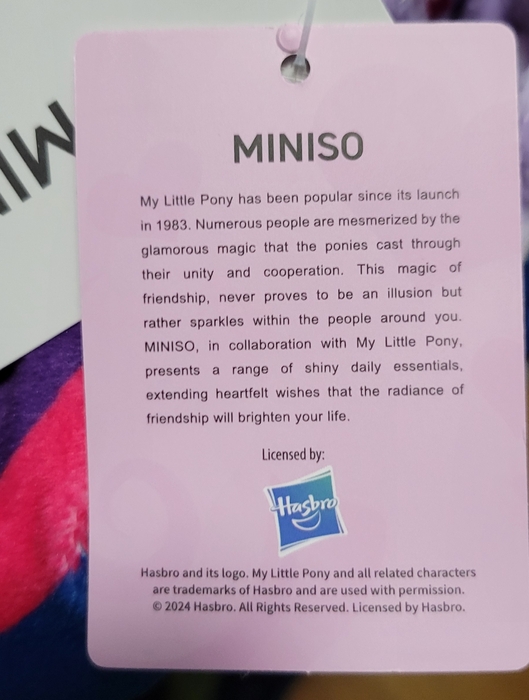 MINISO
My Little Pony has been popular since its launch
in 1983. Numerous people are mesmerized by the
glamorous magic that the ponies cast through
their unity and cooperation. This magic of
friendship, never proves to be an illusion but
rather sparkles within the people around you.
MINISO, in collaboration with My Little Pony,
presents a range of shiny daily essentials,
extending heartfelt wishes that the radiance of
friendship will brighten your life.
Licensed by:
Hasbro
Hasbro and its logo. My Little Pony and all related characters
are trademarks of Hasbro and are used with permission.
© 2024 Hasbro. All Rights Reserved. Licensed by Hasbro.